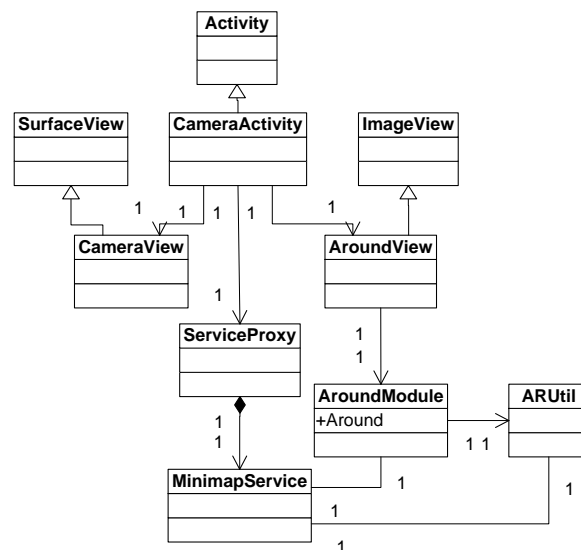 Activity
SurfaceView
CameraActivity
ImageView
1
1
1
1
1
CameraView
AroundView
1
ServiceProxy
1
1
AroundModule
+Around
ARUtil
1
1
1 1
MinimapService
1
1
1
1